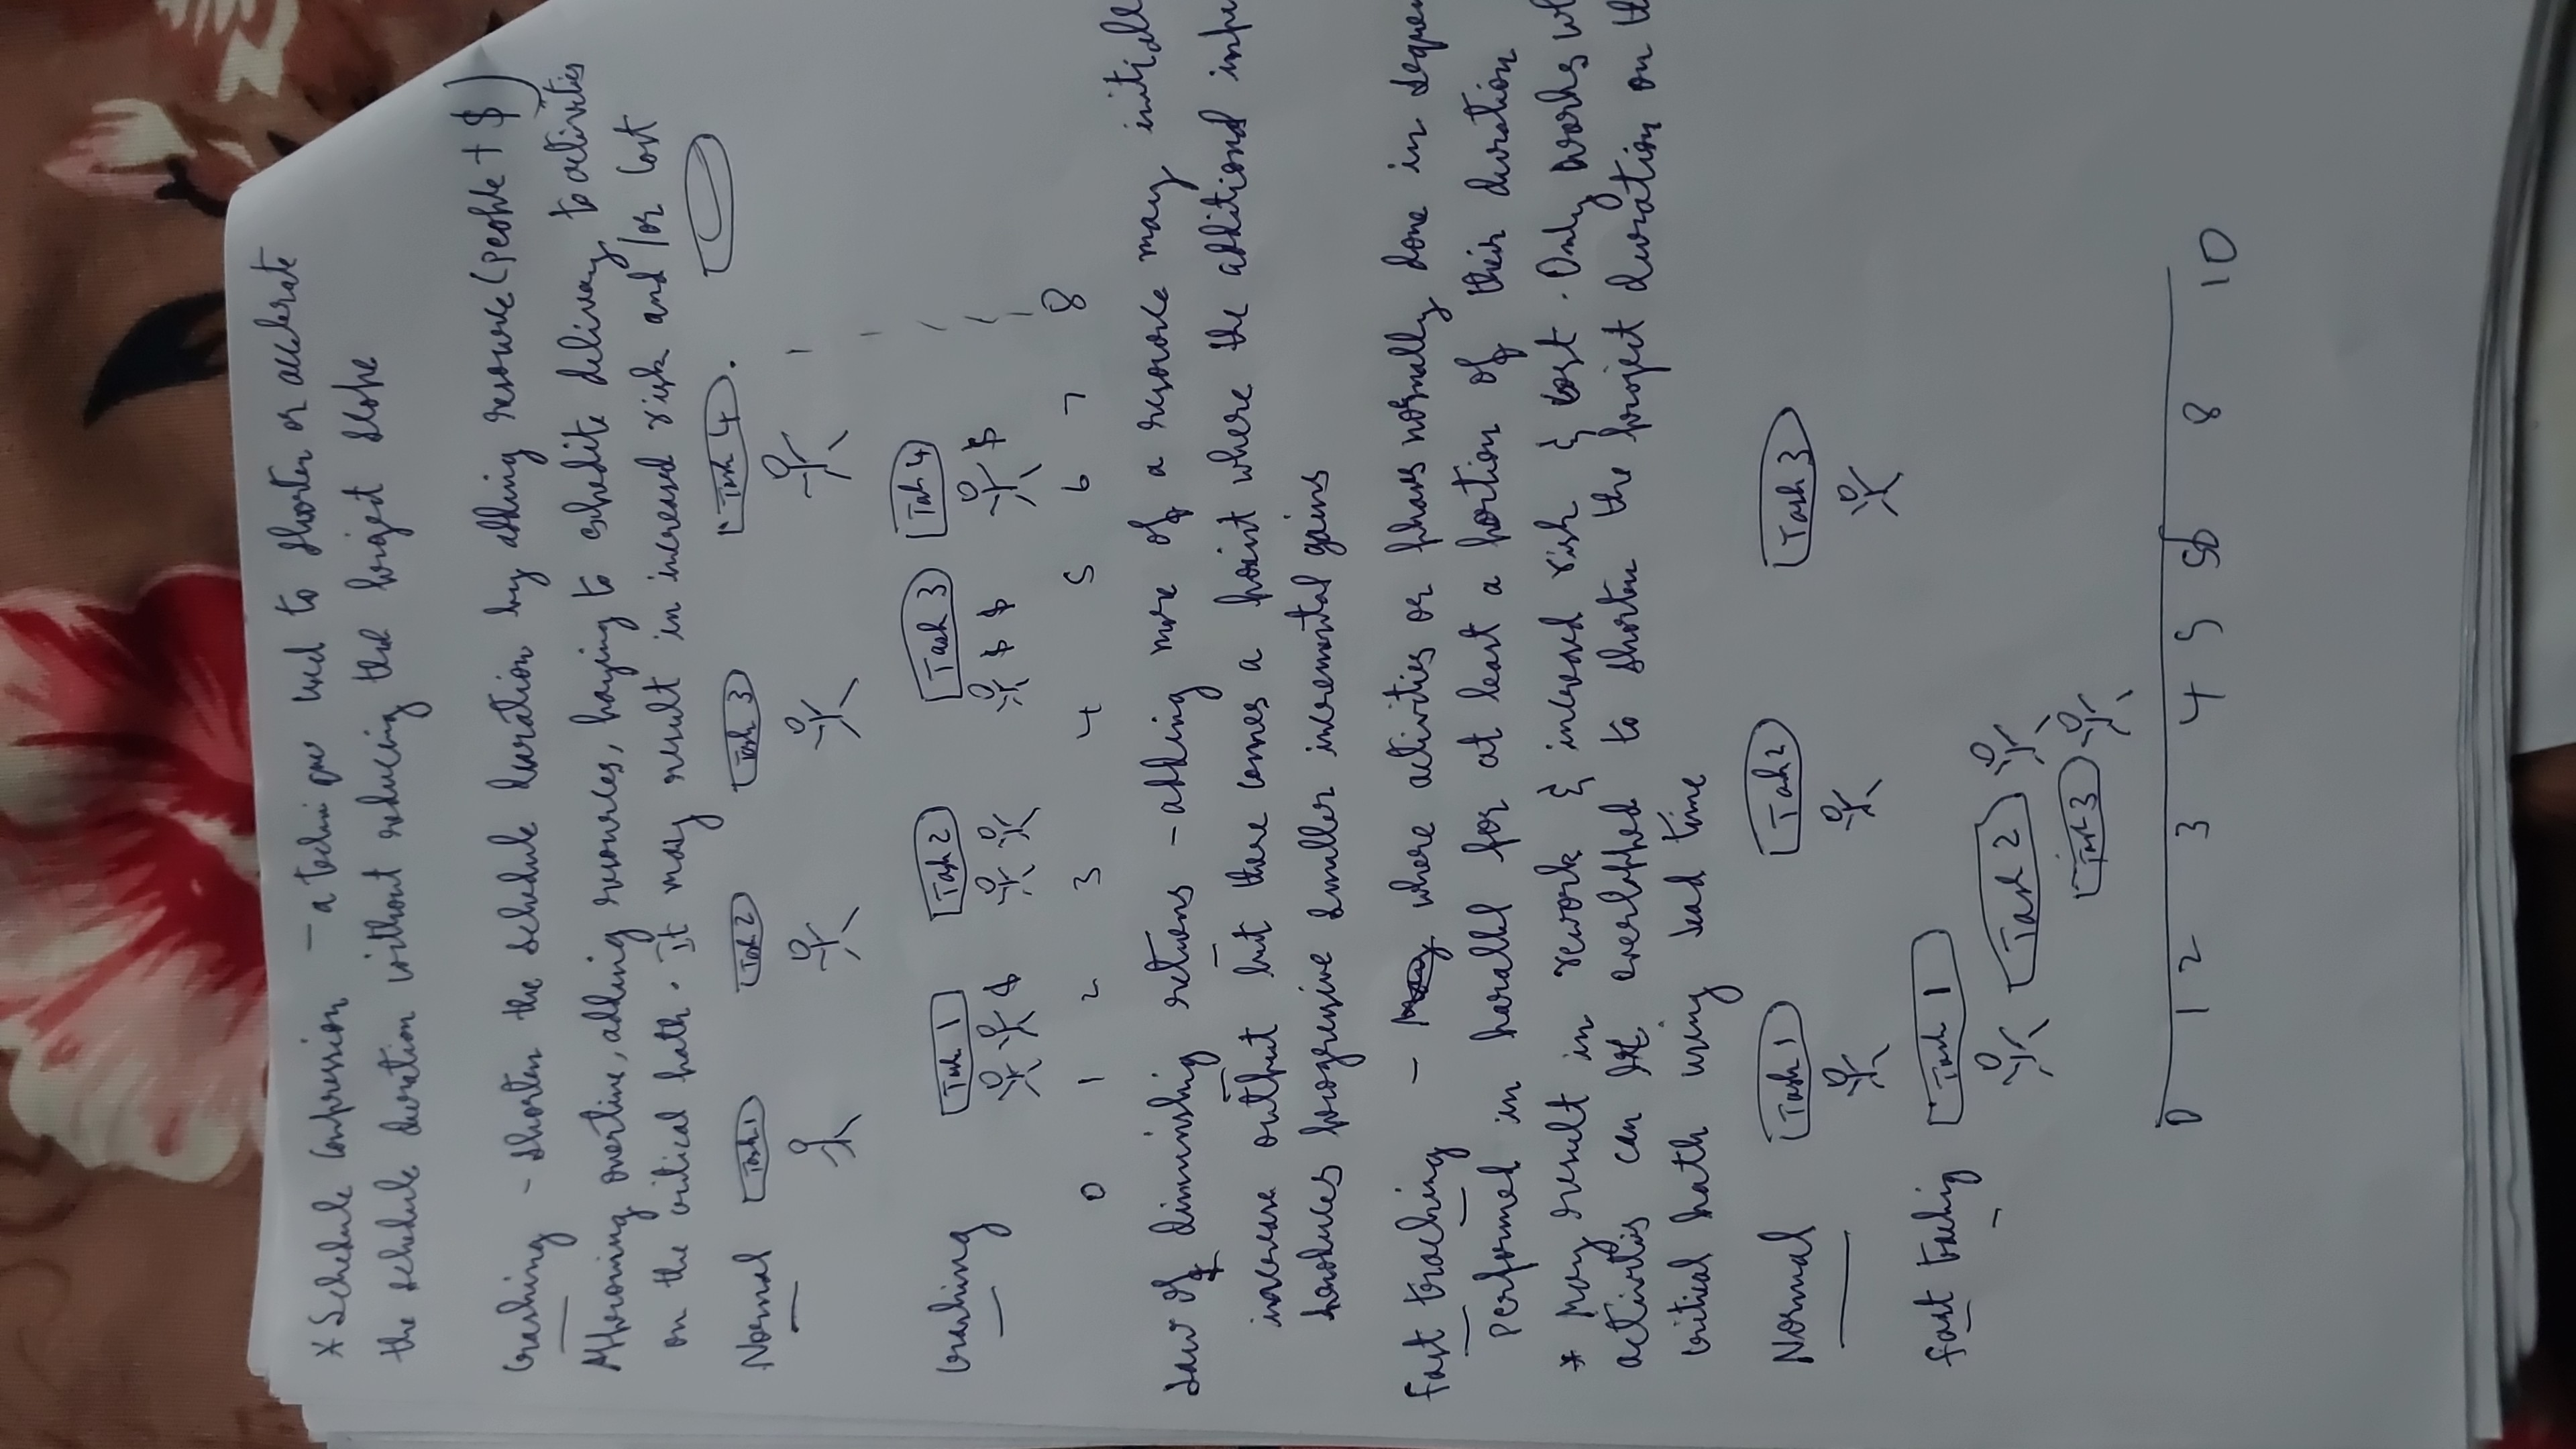 * Schedule Compression - a technique used to shorter or accelerate
the schedule duration without reducing the project scope
Crashing - shorten the schedule duration by adding resource (people + $)
Approving overtime, adding resources, paying to expedite delivery to activities
on the critical path. It may result in increased risk and/or cost
Normal Task 1 Task 2 Task 3 Task 4
Crashing Task 1 Task 2 Task 3 Task 4
$ $ $ $
0 1 2 3 4 5 6 7 8
Law of diminishing returns - adding more of a resource may initiall
increase output but there comes a point where the additional inpu
produces progressive smaller incremental gains
Fast tracking - where activities or phases normally done in sequen
performed in parallel for at least a portion of their duration
* May result in rework & increased risk & cost. Only works wh
activities can be overlapped to shorten the project duration on th
critical path using lead time
Normal Task 1 Task 2 Task 3
Fast traking Task 1
Task 2
Task 3
0 1 2 3 4 5 8 10